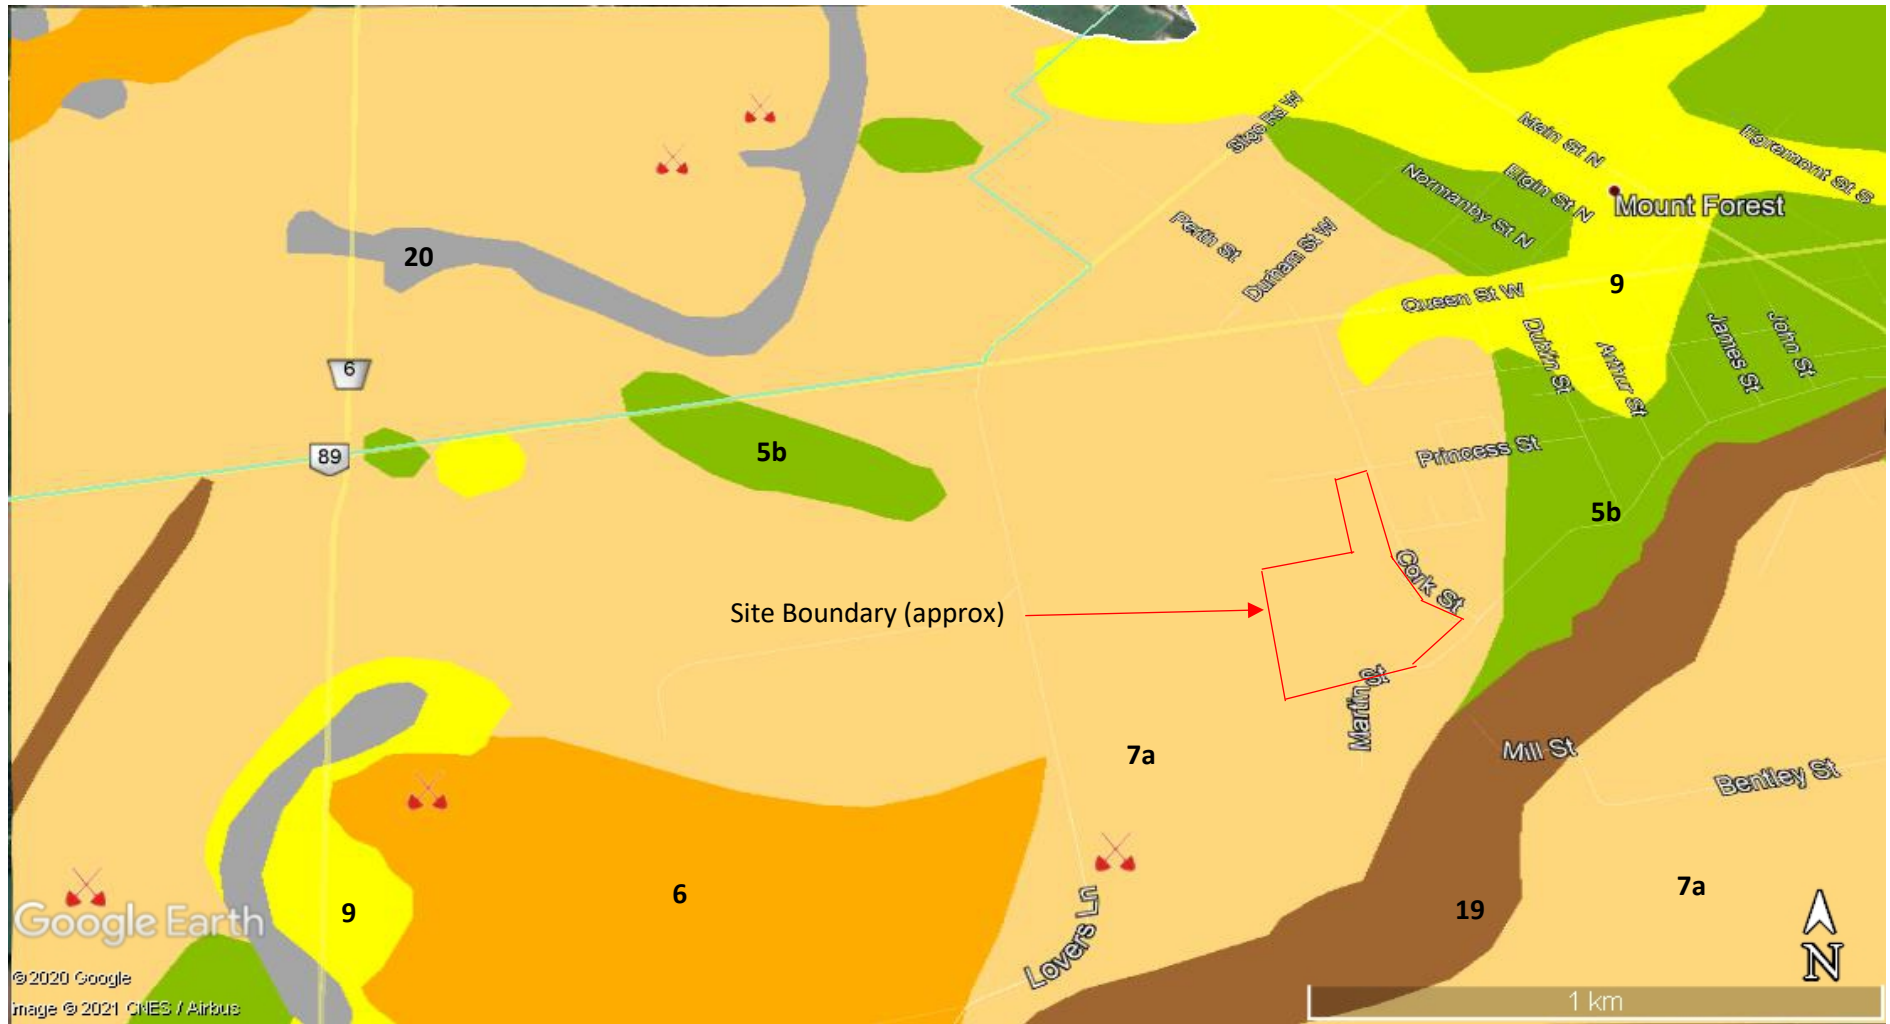 Sligo Rd W
Main St N
Egremont St S
Normanby St N
Elgin St N
Mount Forest
Perth St
Durham St W
20
9
Queen St W
Dublin St
Arthur St
James St
John St
6
89
5b
Princess St
5b
Site Boundary (approx)
Cork St
Martin St
St
7a
Mill St
Bentley St
6
7a
9
19
Lovers Ln
Google Earth
N
© 2020 Google
Image © 2021 CNES / Airbus
1 km